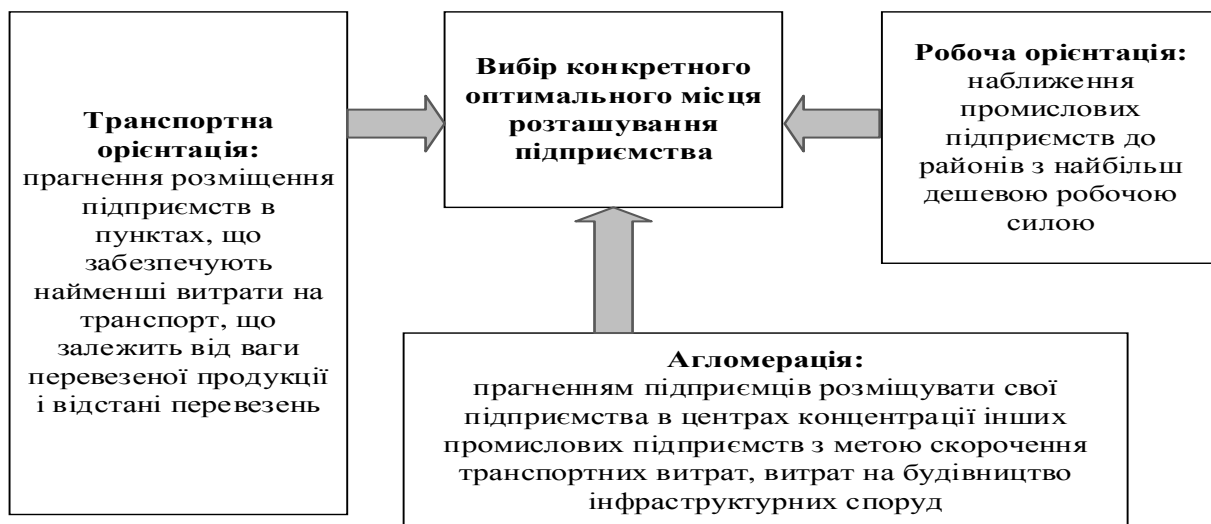 Транспортна
орієнтація:
прагнення розміщення
підприємств в
пунктах, що
забезпечують
найменші витрати на
транспорт, що
залежить від ваги
перевезеної продукції
і відстані перевезень
Вибір конкретного
оптимального місця
розташування
підприємства
Робоча орієнтація:
наближення
промислових
підприємств до
районів з найбільш
дешевою робочою
силою
Агломерація:
прагненням підприємців розміщувати свої
підприємства в центрах концентрації інших
промислових підприємств з метою скорочення
транспортних витрат, витрат на будівництво
інфраструктурних споруд